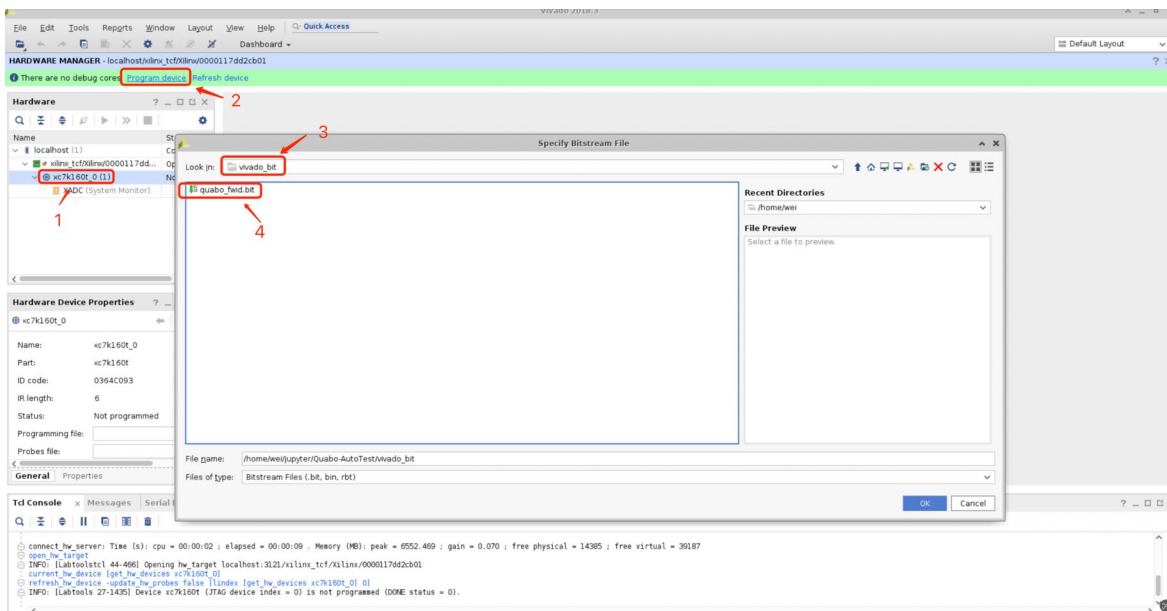 Vivado 2018.3
File Edit Tools Reports Window Layout View Help Quick Access
Dashboard
Default Layout
HARDWARE MANAGER - localhost/xilinx_tcf/Xilinx/0000117dd2cb01
There are no debug cores. Program device Refresh device
2
Hardware
Name
localhost (1)
xilinx_tcf/Xilinx/0000117dd...
xc7k160t_0 (1)
XADC (System Monitor)
1
Hardware Device Properties
xc7k160t_0
Name: xc7k160t_0
Part: xc7k160t
ID code: 0364C093
IR length: 6
Status: Not programmed
Programming file:
Probes file:
General Properties
3
Specify Bitstream File
Look in: vivado_bit
quabo_fwid.bit
4
Recent Directories
/home/wei
File Preview
Select a file to preview.
File name: /home/wei/jupyter/Quabo-AutoTest/vivado_bit
Files of type: Bitstream Files (.bit, bin, rbt)
OK Cancel
Tcl Console Messages Serial
connect_hw_server: Time (s): cpu = 00:00:02 ; elapsed = 00:00:09 . Memory (MB): peak = 6552.469 ; gain = 0.070 ; free physical = 14385 ; free virtual = 39187
open_hw_target
INFO: [Labtoolstcl 44-466] Opening hw_target localhost:3121/xilinx_tcf/Xilinx/0000117dd2cb01
current_hw_device [get_hw_devices xc7k160t_0]
refresh_hw_device -update_hw_probes false [lindex [get_hw_devices xc7k160t_0] 0]
INFO: [Labtools 27-1435] Device xc7k160t (JTAG device index = 0) is not programmed (DONE status = 0).